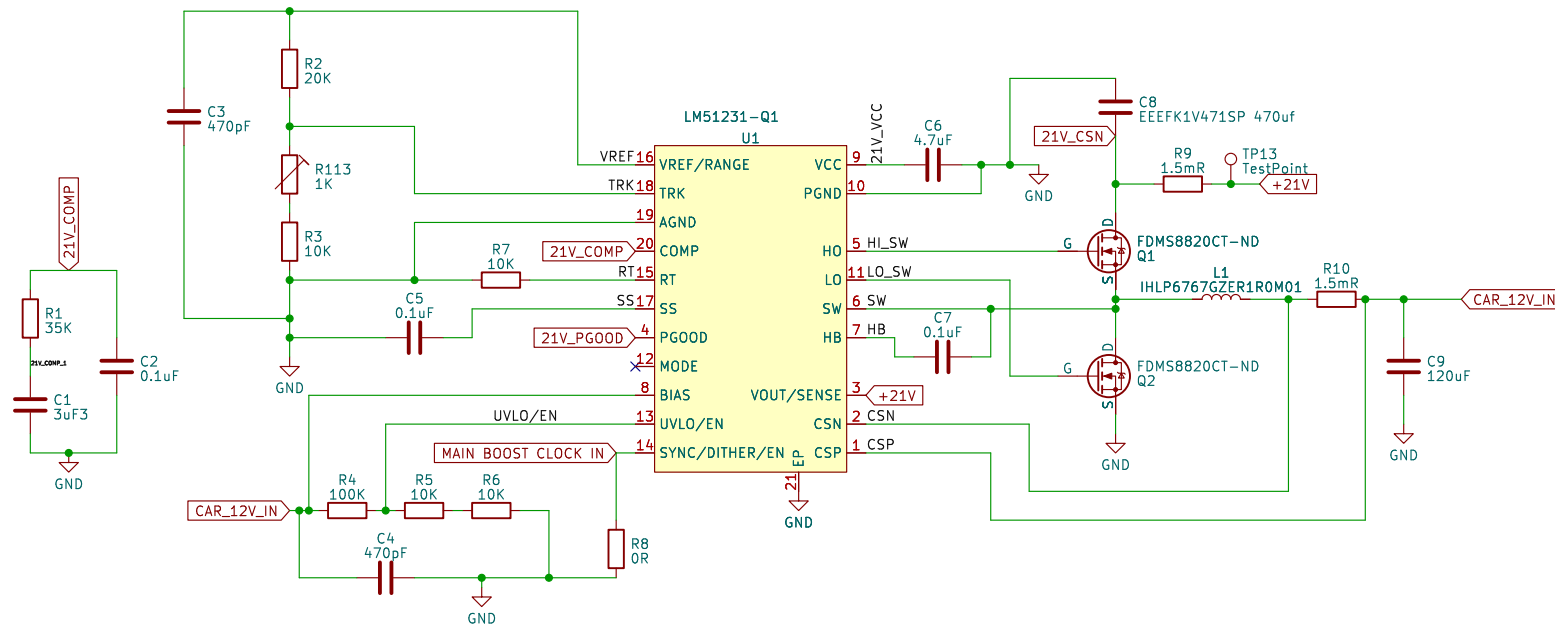 21V_COMP
R1
35K
21V_COMP_1
C1
3uF3
C2
0.1uF
GND
C3
470pF
R2
20K
R113
1K
R3
10K
GND
C5
0.1uF
R7
10K
21V_COMP
21V_PGOOD
UVLO/EN
MAIN BOOST CLOCK IN
CAR_12V_IN
R4
100K
R5
10K
R6
10K
C4
470pF
GND
R8
0R
LM51231-Q1
U1
VREF 16 VREF/RANGE
TRK 18 TRK
19 AGND
20 COMP
RT 15 RT
SS 17 SS
4 PGOOD
12 MODE
8 BIAS
13 UVLO/EN
14 SYNC/DITHER/EN
VCC 9
PGND 10
HO 5 HI_SW
LO 11 LO_SW
SW 6 SW
HB 7 HB
VOUT/SENSE 3
+21V
CSN 2 CSN
CSP 1 CSP
EP
21
GND
21V_VCC
C6
4.7uF
GND
C7
0.1uF
C8
EEEFK1V471SP 470uf
21V_CSN
R9
1.5mR
TP13
TestPoint
+21V
D
G
S
FDMS8820CT-ND
Q1
L1
IHLP6767GZER1R0M01
R10
1.5mR
CAR_12V_IN
D
G
S
FDMS8820CT-ND
Q2
GND
C9
120uF
GND